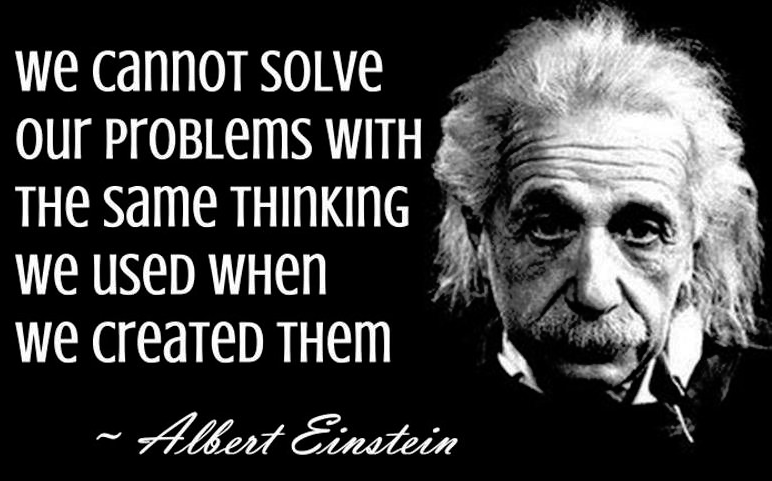 We cannot solve
our problems with
the same thinking
we used when
we created them
~ Albert Einstein